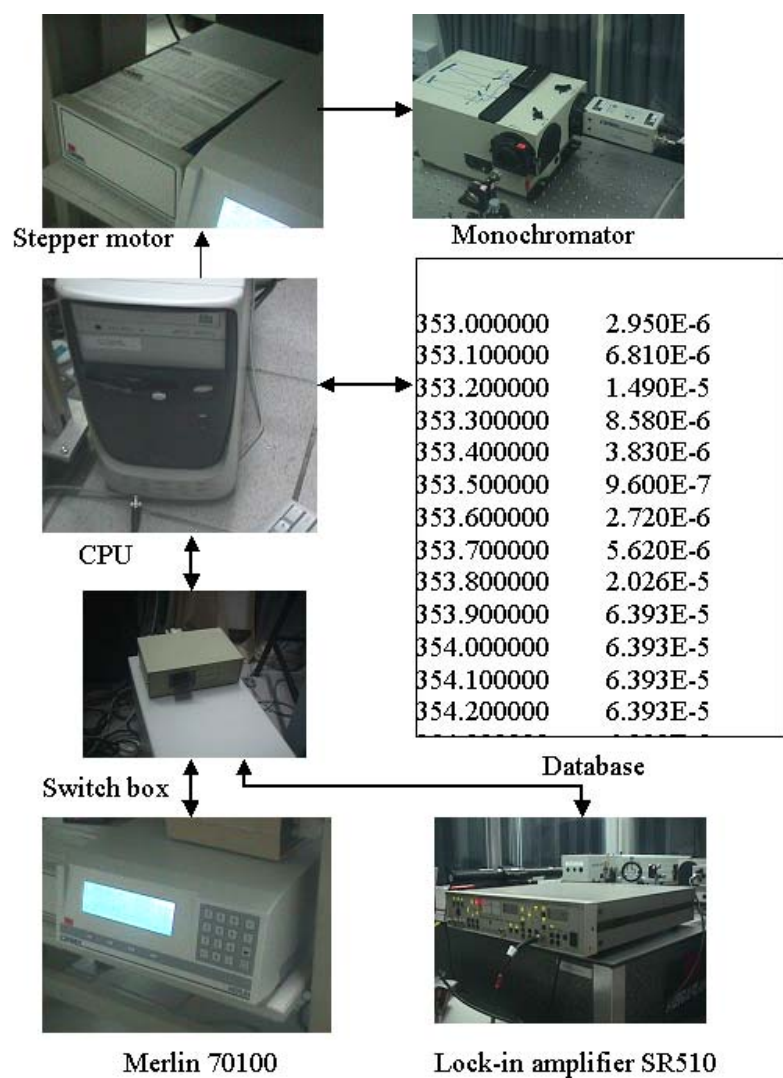 Stepper motor
Monochromator
353.000000 2.950E-6
353.100000 6.810E-6
353.200000 1.490E-5
353.300000 8.580E-6
353.400000 3.830E-6
353.500000 9.600E-7
353.600000 2.720E-6
353.700000 5.620E-6
353.800000 2.026E-5
353.900000 6.393E-5
354.000000 6.393E-5
354.100000 6.393E-5
354.200000 6.393E-5
CPU
Database
Switch box
Merlin 70100
Lock-in amplifier SR510